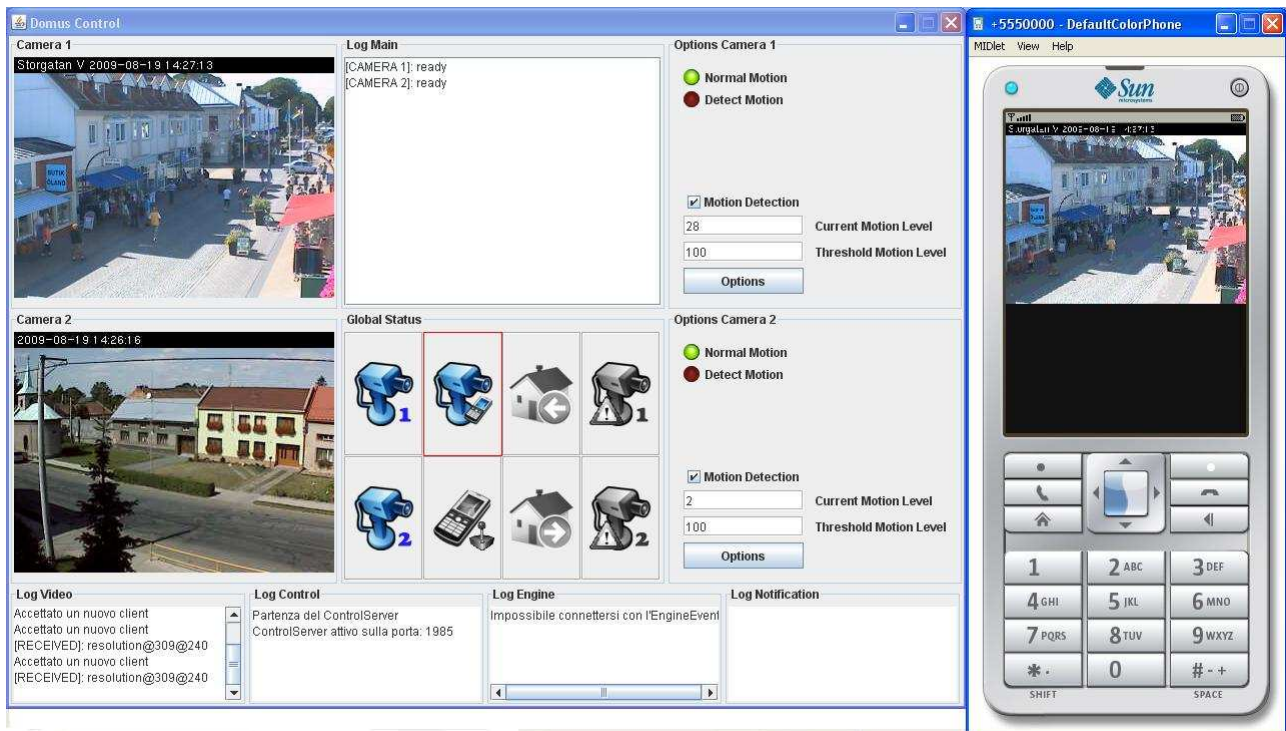 Domus Control
Camera 1
Storgatan V 2009-08-19 14:27:13
BUTIK
ÖLAND
Log Main
[CAMERA 1]: ready
[CAMERA 2]: ready
Options Camera 1
Normal Motion
Detect Motion
Motion Detection
28 Current Motion Level
100 Threshold Motion Level
Options
Camera 2
2009-08-19 14:26:16
Global Status
1
1
2
2
Options Camera 2
Normal Motion
Detect Motion
Motion Detection
2 Current Motion Level
100 Threshold Motion Level
Options
Log Video
Accettato un nuovo client
Accettato un nuovo client
[RECEIVED]: resolution@309@240
Accettato un nuovo client
[RECEIVED]: resolution@309@240
Log Control
Partenza del ControlServer
ControlServer attivo sulla porta: 1985
Log Engine
Impossibile connettersi con l'EngineEvent
Log Notification
+5550000 - DefaultColorPhone
MIDlet View Help
Sun
microsystems
1 2 ABC 3 DEF
4 GHI 5 JKL 6 MNO
7 PQRS 8 TUV 9 WXYZ
* . 0 # - +
SHIFT SPACE